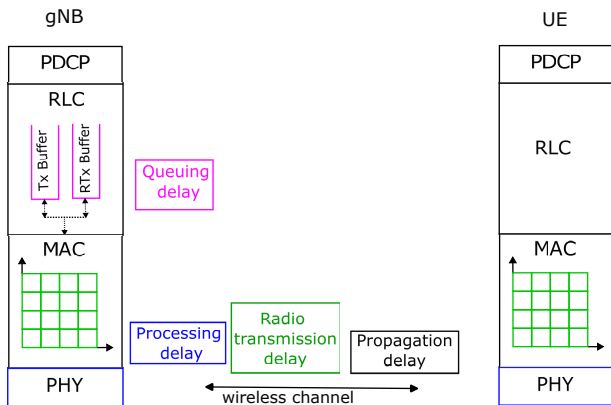 gNB
UE
PDCP
PDCP
RLC
Tx Buffer
RTx Buffer
Queuing
delay
RLC
MAC
MAC
Processing
delay
Radio
transmission
delay
Propagation
delay
PHY
wireless channel
PHY